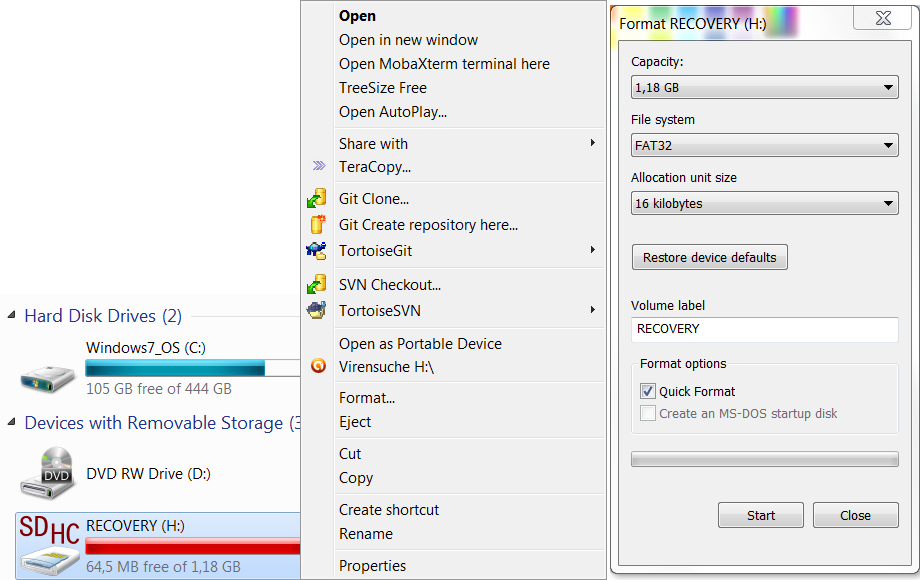 Hard Disk Drives (2)
Windows7_OS (C:)
105 GB free of 444 GB
Devices with Removable Storage (3
DVD
DVD RW Drive (D:)
SD HC
RECOVERY (H:)
64,5 MB free of 1,18 GB
Open
Open in new window
Open MobaXterm terminal here
TreeSize Free
Open AutoPlay...
Share with
TeraCopy...
Git Clone...
Git Create repository here...
TortoiseGit
SVN Checkout...
TortoiseSVN
Open as Portable Device
Virensuche H:\
Format...
Eject
Cut
Copy
Create shortcut
Rename
Properties
Format RECOVERY (H:)
Capacity:
1,18 GB
File system
FAT32
Allocation unit size
16 kilobytes
Restore device defaults
Volume label
RECOVERY
Format options
Quick Format
Create an MS-DOS startup disk
Start
Close